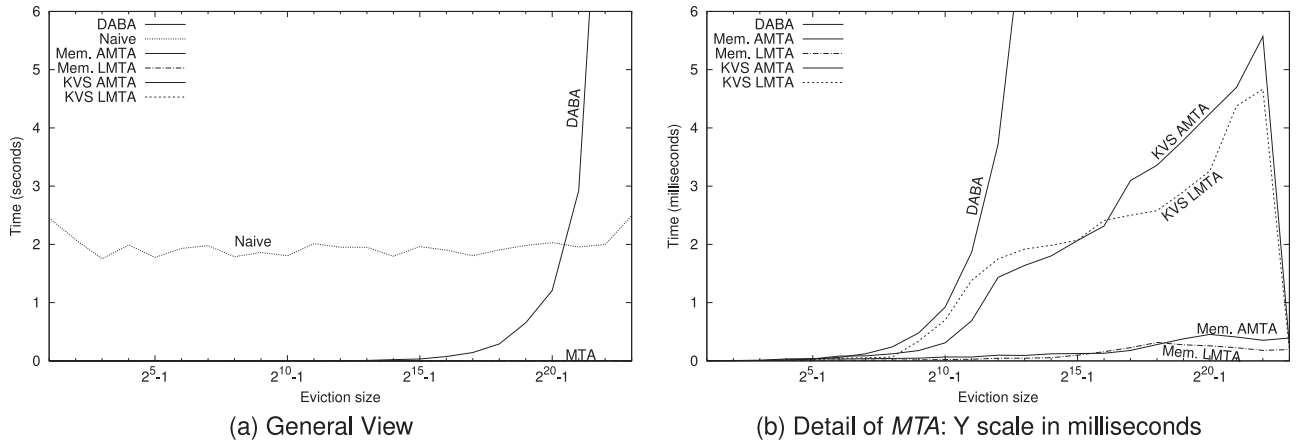 6
5
4
3
2
1
0
Time (seconds)
DABA
Naive
Mem. AMTA
Mem. LMTA
KVS AMTA
KVS LMTA
DABA
Naive
MTA
2^5-1
2^10-1
2^15-1
2^20-1
Eviction size
(a) General View
6
5
4
3
2
1
0
Time (milliseconds)
DABA
Mem. AMTA
Mem. LMTA
KVS AMTA
KVS LMTA
DABA
KVS AMTA
KVS LMTA
Mem. AMTA
Mem. LMTA
2^5-1
2^10-1
2^15-1
2^20-1
Eviction size
(b) Detail of MTA: Y scale in milliseconds